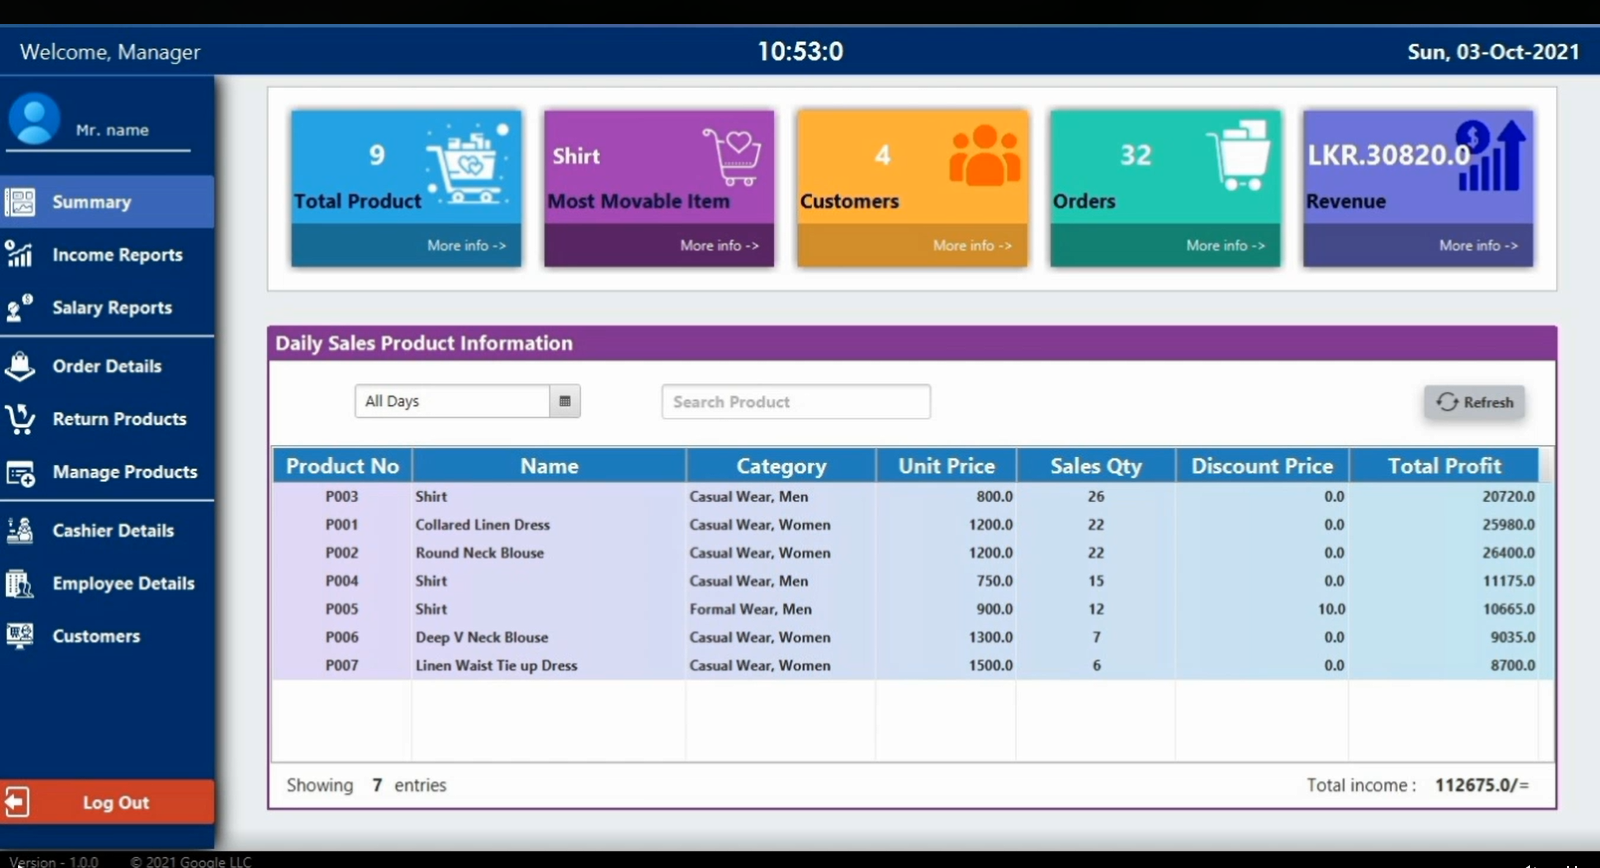 Welcome, Manager 10:53:0 Sun, 03-Oct-2021
Mr. name
Summary
Income Reports
Salary Reports
Order Details
Return Products
Manage Products
Cashier Details
Employee Details
Customers
Log Out
9
Total Product
More info ->
Shirt
Most Movable Item
More info ->
4
Customers
More info ->
32
Orders
More info ->
LKR.30820.0
Revenue
More info ->
Daily Sales Product Information
All Days Search Product Refresh
Product No Name Category Unit Price Sales Qty Discount Price Total Profit
P003 Shirt Casual Wear, Men 800.0 26 0.0 20720.0
P001 Collared Linen Dress Casual Wear, Women 1200.0 22 0.0 25980.0
P002 Round Neck Blouse Casual Wear, Women 1200.0 22 0.0 26400.0
P004 Shirt Casual Wear, Men 750.0 15 0.0 11175.0
P005 Shirt Formal Wear, Men 900.0 12 10.0 10665.0
P006 Deep V Neck Blouse Casual Wear, Women 1300.0 7 0.0 9035.0
P007 Linen Waist Tie up Dress Casual Wear, Women 1500.0 6 0.0 8700.0
Showing 7 entries Total income : 112675.0/=
Version - 1.0.0 © 2021 Google LLC